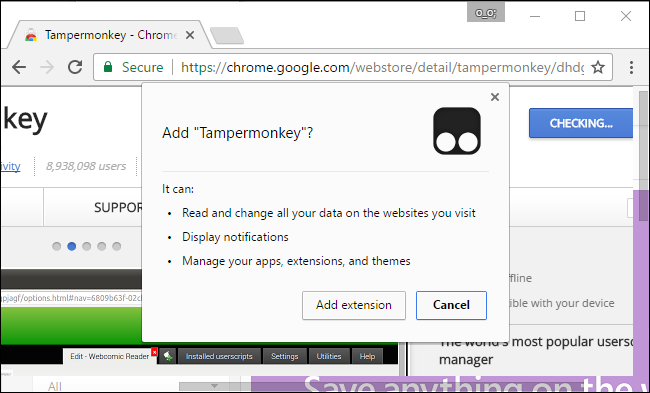 o_o;
Tampermonkey - Chrome
Secure
https://chrome.google.com/webstore/detail/tampermonkey/dhdg
key
Add "Tampermonkey"?
CHECKING...
8,938,098 users
It can:
SUPPOR
• Read and change all your data on the websites you visit
• Display notifications
• Manage your apps, extensions, and themes
ffline
ible with your device
Add extension
Cancel
The world's most popular usersc
manager
Edit - Webcomic Reader
Installed userscripts
Settings
Utilities
Help
All
Save anything on the w